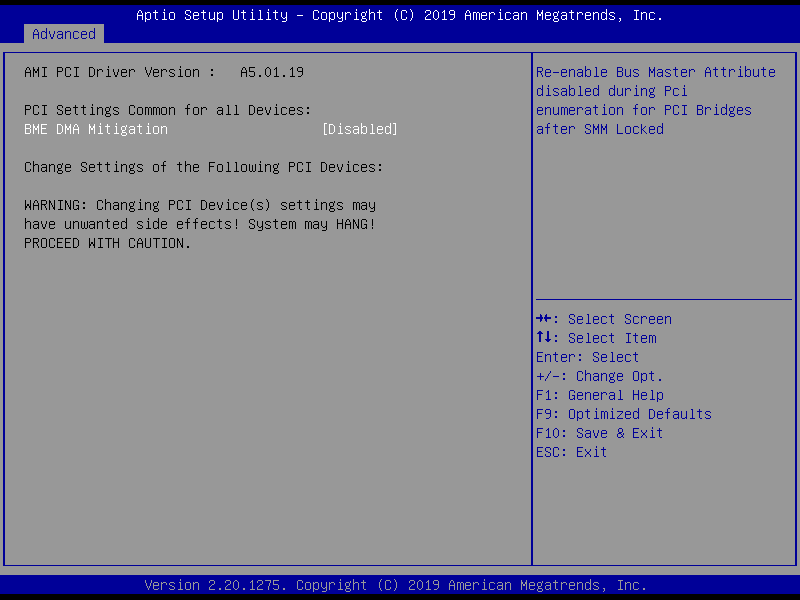 Aptio Setup Utility – Copyright (C) 2019 American Megatrends, Inc.
Advanced
AMI PCI Driver Version :   A5.01.19
PCI Settings Common for all Devices:
BME DMA Mitigation   [Disabled]
Change Settings of the Following PCI Devices:
WARNING: Changing PCI Device(s) settings may
have unwanted side effects! System may HANG!
PROCEED WITH CAUTION.
Re-enable Bus Master Attribute
disabled during Pci
enumeration for PCI Bridges
after SMM Locked
→←: Select Screen
↑↓: Select Item
Enter: Select
+/-: Change Opt.
F1: General Help
F9: Optimized Defaults
F10: Save & Exit
ESC: Exit
Version 2.20.1275. Copyright (C) 2019 American Megatrends, Inc.